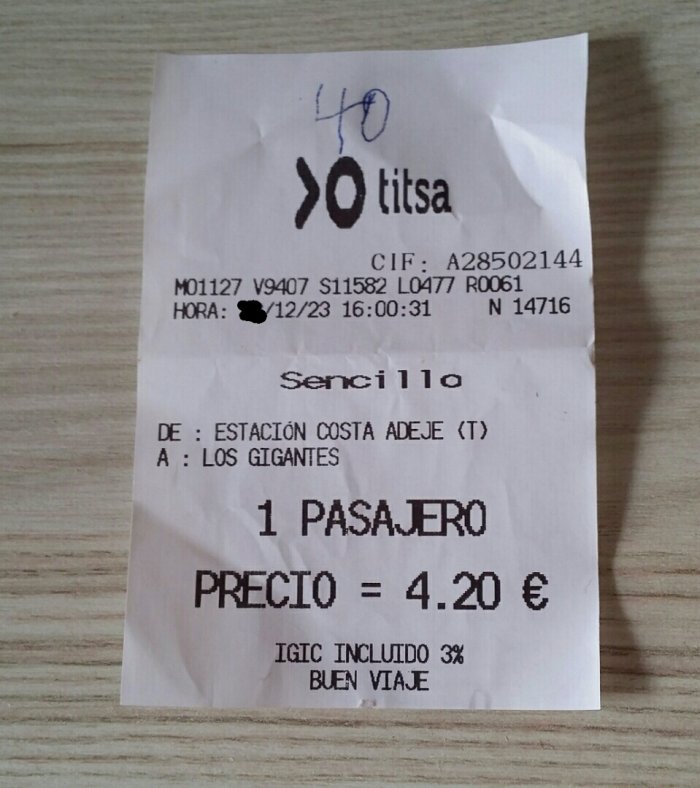 40
titsa
CIF: A28502144
M01127 V9407 S11582 L0477 R0061
HORA: /12/23 16:00:31 N 14716
Sencillo
DE : ESTACIÓN COSTA ADEJE (T)
A : LOS GIGANTES
1 PASAJERO
PRECIO = 4.20 €
IGIC INCLUIDO 3%
BUEN VIAJE